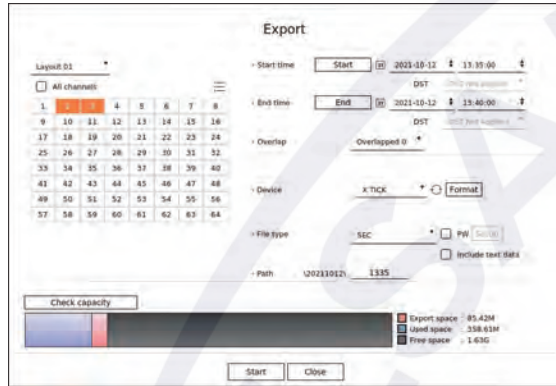 Export
Layout 01
All channels
1 2 3 4 5 6 7 8
9 10 11 12 13 14 15 16
17 18 19 20 21 22 23 24
25 26 27 28 29 30 31 32
33 34 35 36 37 38 39 40
41 42 43 44 45 46 47 48
49 50 51 52 53 54 55 56
57 58 59 60 61 62 63 64
Start time Start 2021-10-12 13:35:00
DST
End time End 2021-10-12 13:40:00
DST
Overlap Overlapped 0
Device X TICK Format
File type SEC PW
Include text data
Path \20211012\ 1335
Check capacity
Export space : 85.42M
Used space : 358.61M
Free space : 1.63G
Start Close